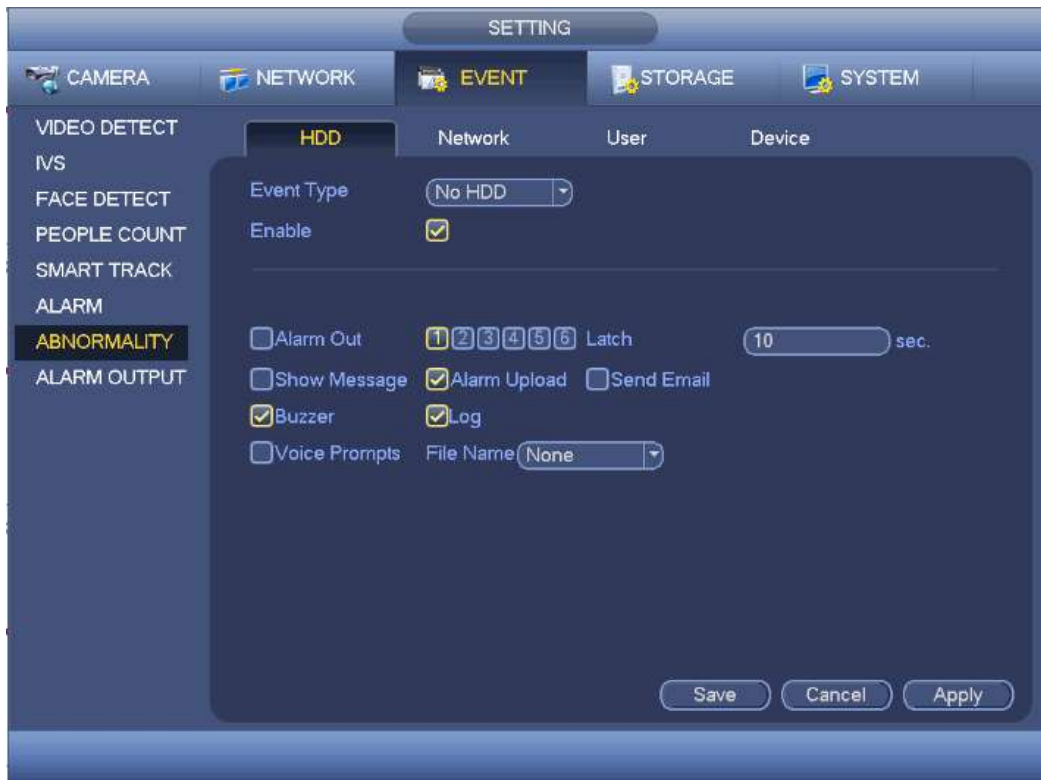 SETTING
CAMERA NETWORK EVENT STORAGE SYSTEM
VIDEO DETECT
IVS
FACE DETECT
PEOPLE COUNT
SMART TRACK
ALARM
ABNORMALITY
ALARM OUTPUT
HDD Network User Device
Event Type No HDD
Enable
Alarm Out 1 2 3 4 5 6 Latch 10 sec.
Show Message Alarm Upload Send Email
Buzzer Log
Voice Prompts File Name None
Save Cancel Apply